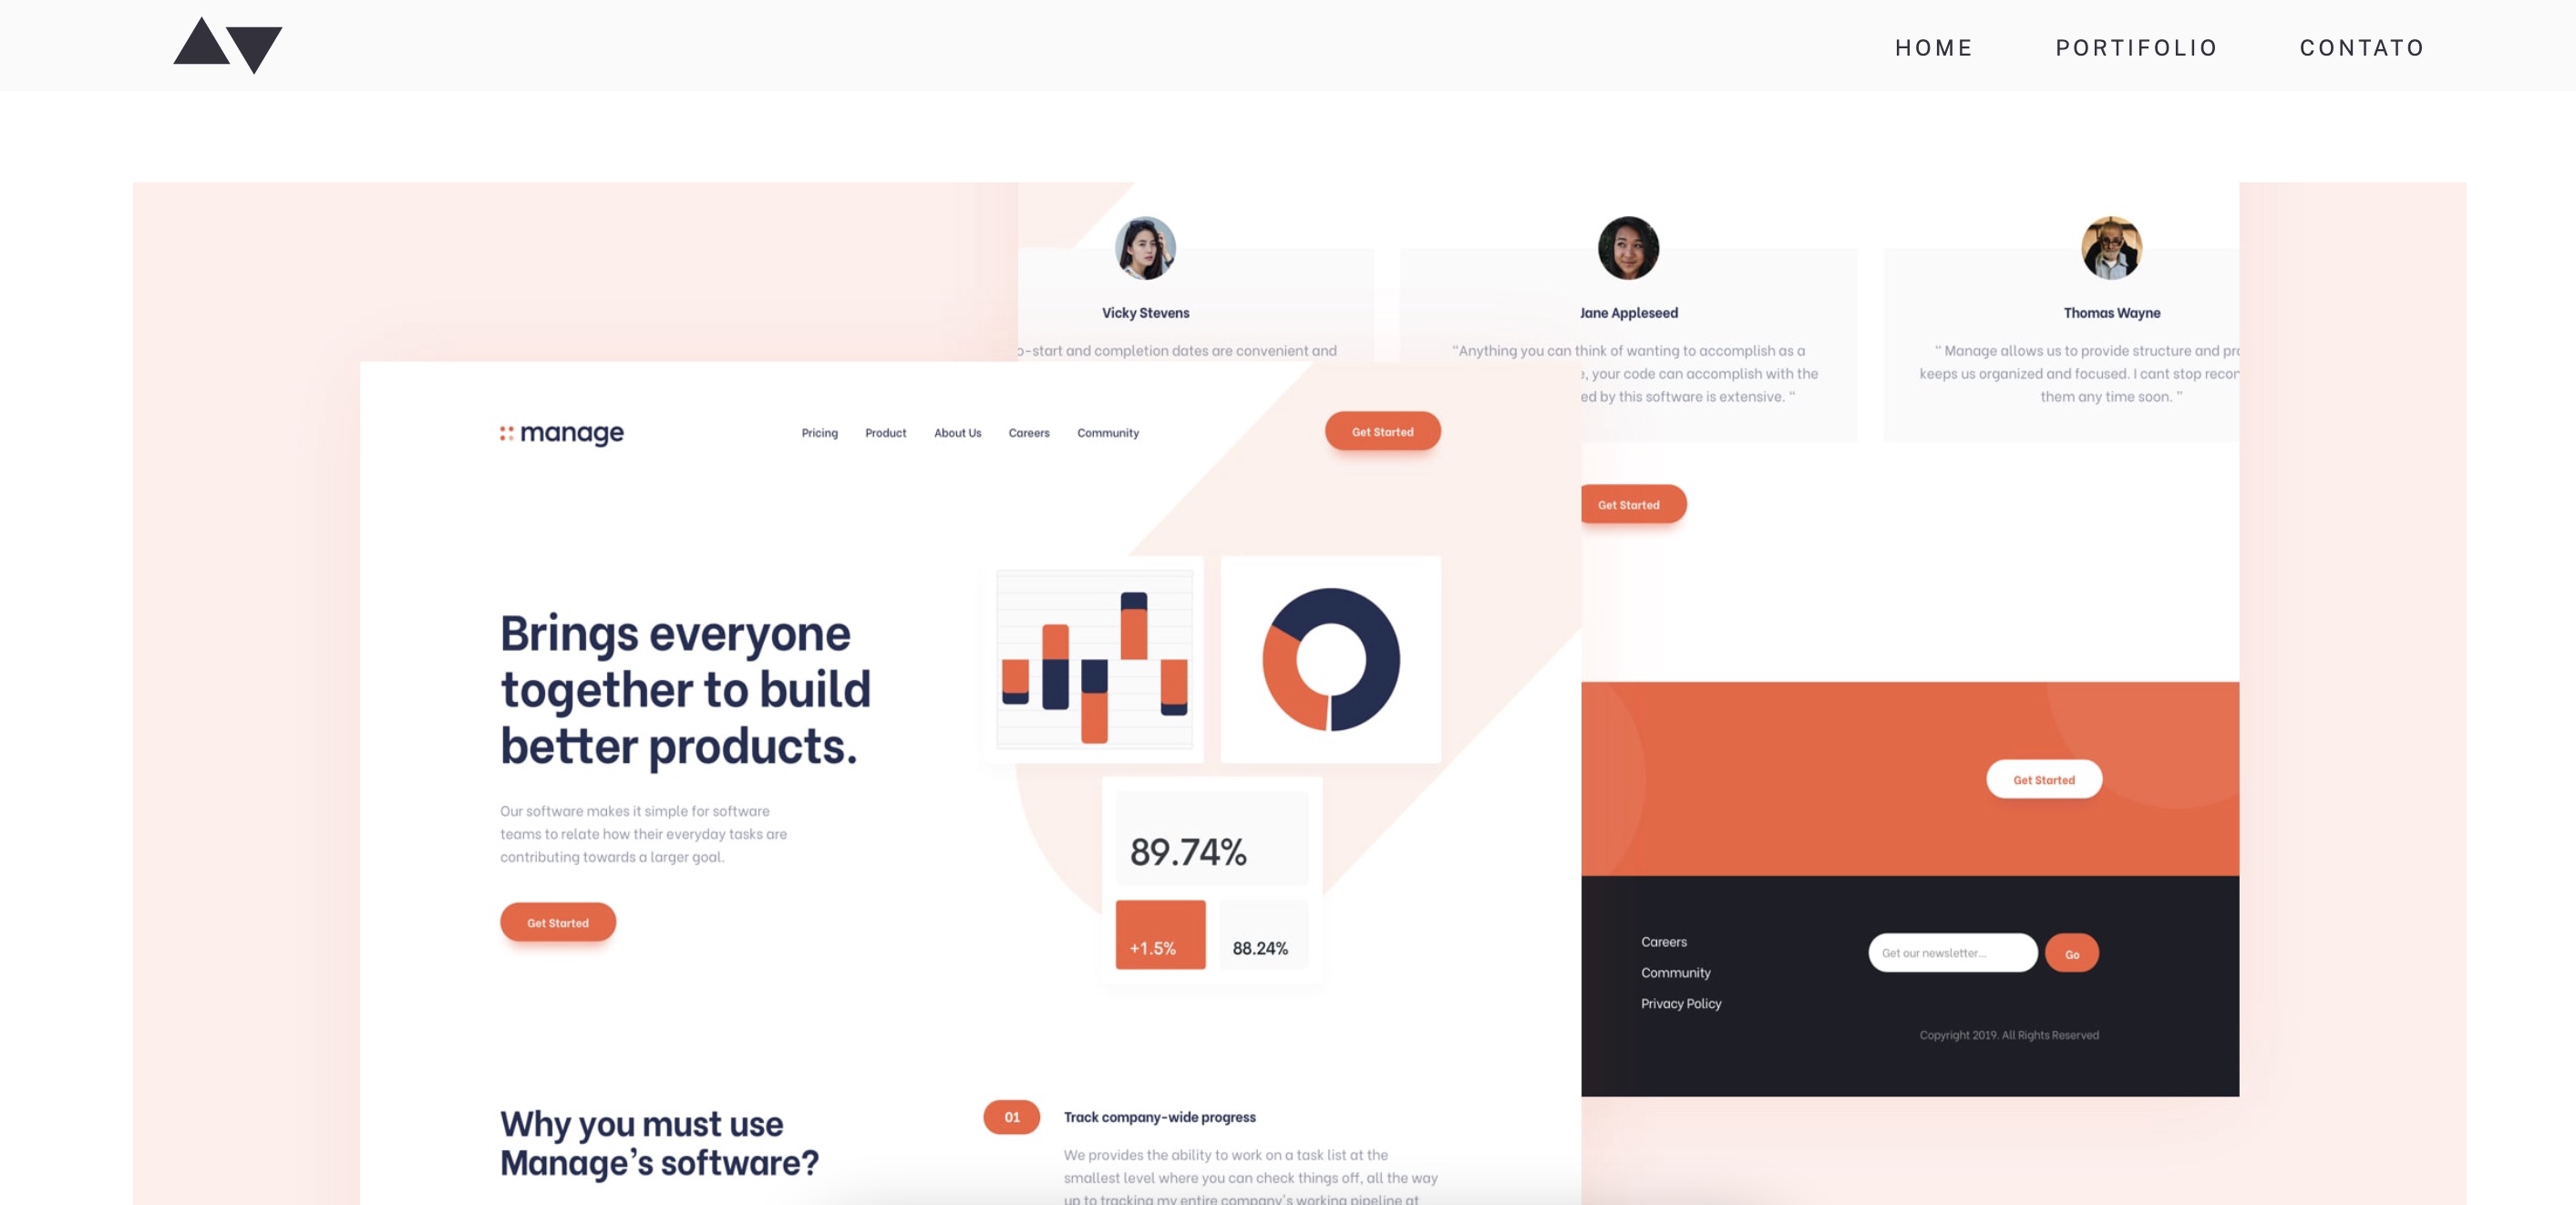 HOME
PORTIFOLIO
CONTATO
Vicky Stevens
o-start and completion dates are convenient and
Jane Appleseed
“Anything you can think of wanting to accomplish as a
e, your code can accomplish with the
ed by this software is extensive. “
Thomas Wayne
“ Manage allows us to provide structure and pro
keeps us organized and focused. I cant stop recon
them any time soon. ”
Get Started
manage
Pricing
Product
About Us
Careers
Community
Get Started
Brings everyone
together to build
better products.
Our software makes it simple for software
teams to relate how their everyday tasks are
contributing towards a larger goal.
Get Started
89.74%
+1.5%
88.24%
Get Started
Careers
Community
Privacy Policy
Get our newsletter...
Go
Copyright 2019. All Rights Reserved
Why you must use
Manage’s software?
01
Track company-wide progress
We provides the ability to work on a task list at the
smallest level where you can check things off, all the way
up to tracking my entire company's working pipeline at